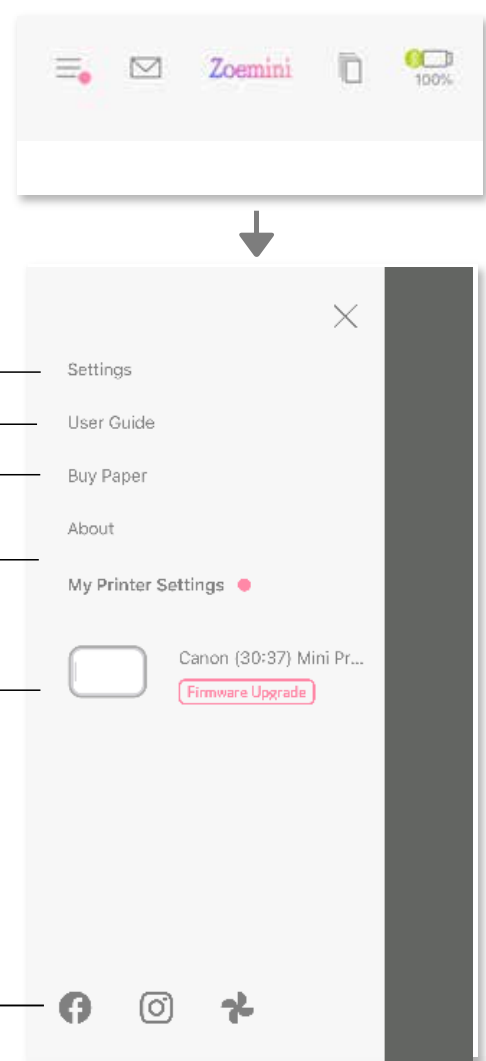 Zoemini
100%
Settings
User Guide
Buy Paper
About
My Printer Settings
Canon (30:37) Mini Pr...
Firmware Upgrade